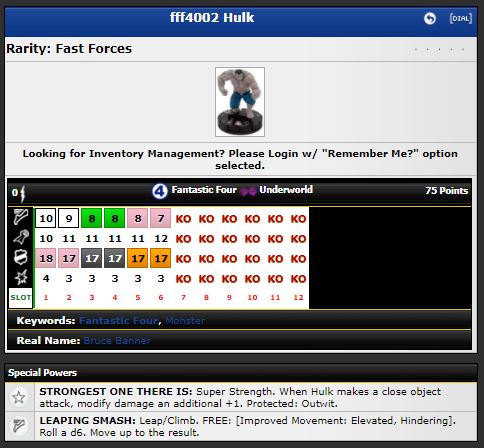 fff4002 Hulk
[DIAL]
Rarity: Fast Forces
Looking for Inventory Management? Please Login w/ "Remember Me?" option
selected.
0 4 Fantastic Four Underworld 75 Points
10 9 8 8 8 7 KO KO KO KO KO KO
10 11 11 11 11 12 KO KO KO KO KO KO
18 17 17 17 17 17 KO KO KO KO KO KO
4 3 3 3 3 3 KO KO KO KO KO KO
SLOT 1 2 3 4 5 6 7 8 9 10 11 12
Keywords: Fantastic Four, Monster
Real Name: Bruce Banner
Special Powers
STRONGEST ONE THERE IS: Super Strength. When Hulk makes a close object
attack, modify damage an additional +1. Protected: Outwit.
LEAPING SMASH: Leap/Climb. FREE: [Improved Movement: Elevated, Hindering].
Roll a d6. Move up to the result.